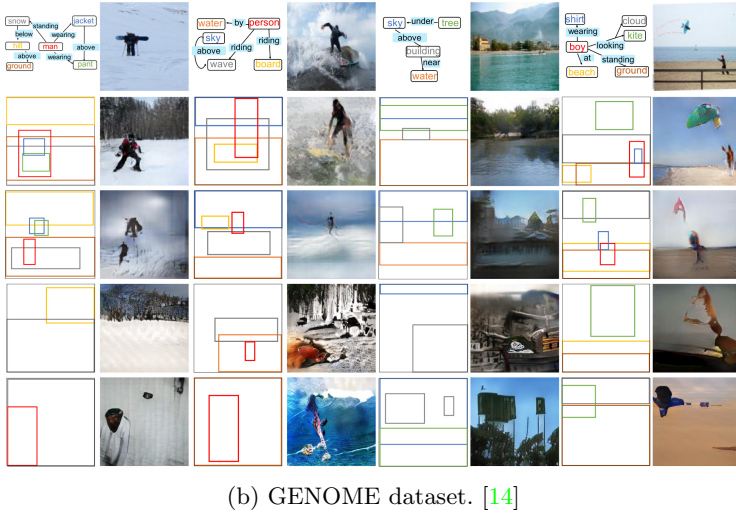 snow standing jacket
below wearing
hill man above
above wearing
ground pant
water by person
sky
above riding riding
wave board
sky under tree
above
building
near
water
shirt cloud
wearing kite
boy looking
at standing
beach ground
(b) GENOME dataset. [14]